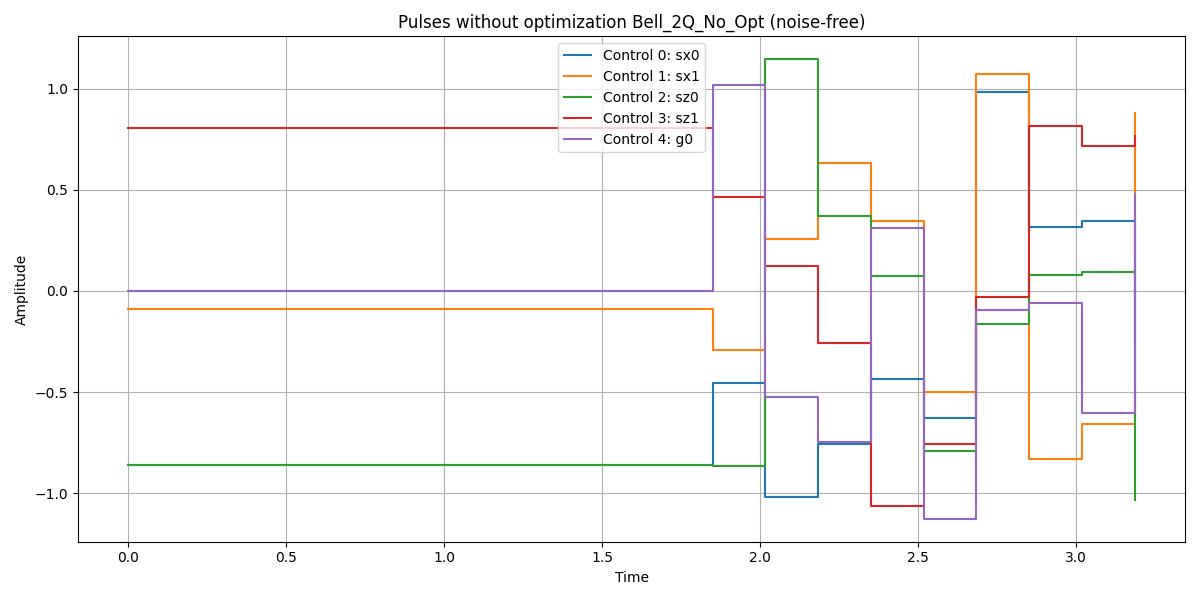 Pulses without optimization Bell_2Q_No_Opt (noise-free)
Control 0: sx0
Control 1: sx1
Control 2: sz0
Control 3: sz1
Control 4: g0
1.0
0.5
0.0
−0.5
−1.0
Amplitude
0.0 0.5 1.0 1.5 2.0 2.5 3.0
Time